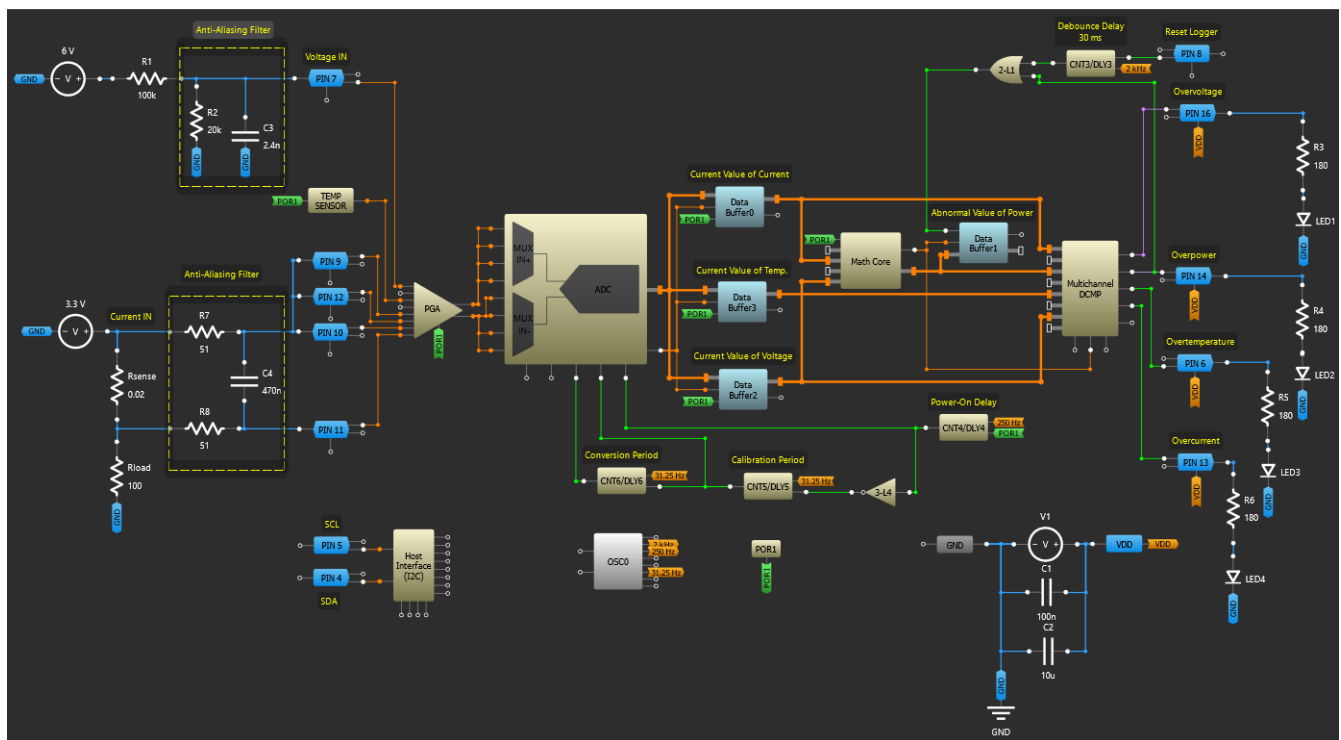 Anti-Aliasing Filter
6 V
GND
− V +
R1
100k
R2
20k
GND
C3
2.4n
GND
Voltage IN
PIN 7
POR1
TEMP
SENSOR
3.3 V
GND
− V +
Current IN
Anti-Aliasing Filter
R7
51
C4
470n
R8
51
Rsense
0.02
Rload
100
GND
PIN 9
PIN 12
PIN 10
PIN 11
PGA
POR1
MUX
IN+
MUX
IN-
ADC
Current Value of Current
Data
Buffer0
POR1
Current Value of Temp.
Data
Buffer3
POR1
Current Value of Voltage
Data
Buffer2
POR1
POR1
Math Core
Abnormal Value of Power
Data
Buffer1
Multichannel
DCMP
2-L1
Debounce Delay
30 ms
CNT3/DLY3
2 kHz
Reset Logger
PIN 8
Overvoltage
PIN 16
VDD
R3
180
LED1
GND
Overpower
PIN 14
VDD
R4
180
LED2
GND
Overtemperature
PIN 6
VDD
R5
180
LED3
GND
Overcurrent
PIN 13
VDD
R6
180
LED4
GND
Power-On Delay
CNT4/DLY4
250 Hz
POR1
Conversion Period
CNT6/DLY6
31.25 Hz
Calibration Period
CNT5/DLY5
31.25 Hz
3-L4
SCL
PIN 5
PIN 4
SDA
Host
Interface
(I2C)
OSC0
2 kHz
250 Hz
31.25 Hz
POR1
POR1
V1
GND
− V +
VDD
VDD
C1
100n
C2
10u
GND
GND